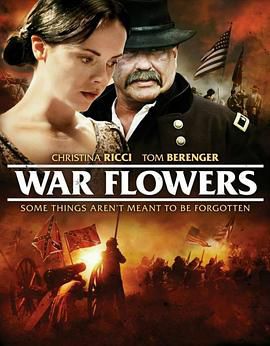 CHRISTINA RICCI TOM BERENGER
WAR FLOWERS
SOME THINGS AREN'T MEANT TO BE FORGOTTEN